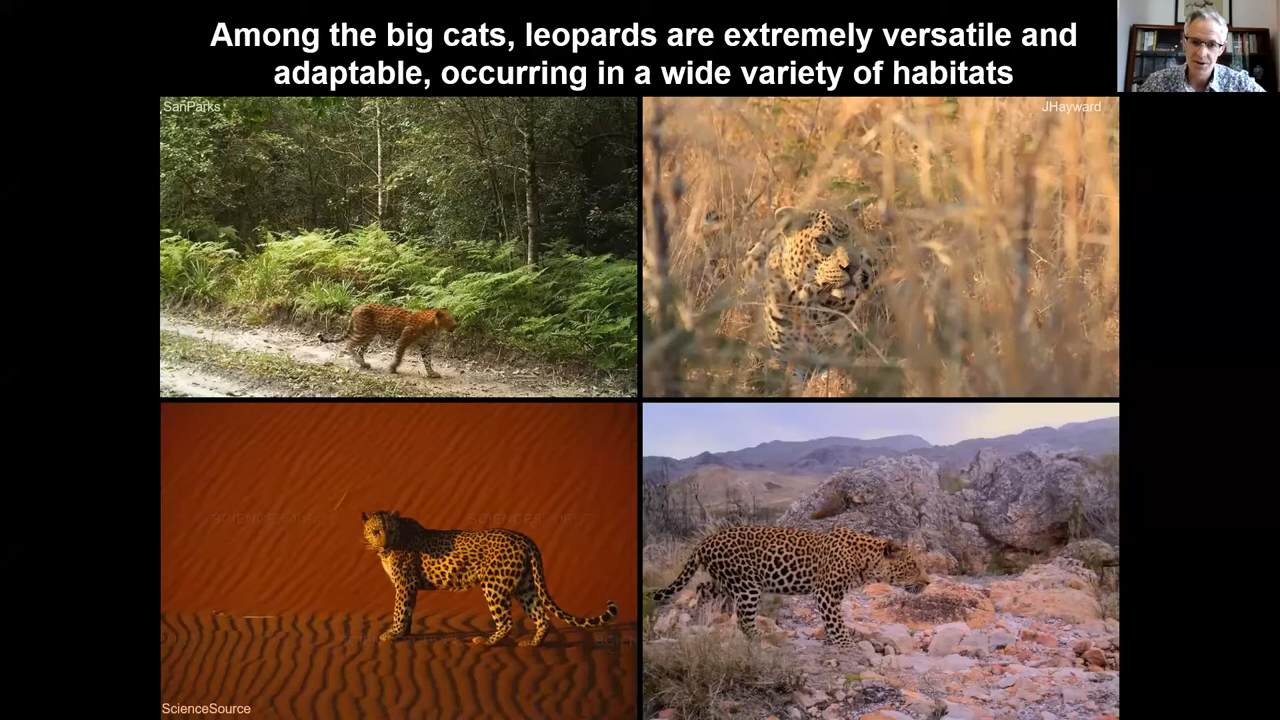 Among the big cats, leopards are extremely versatile and
adaptable, occurring in a wide variety of habitats
SanParks
JHayward
ScienceSource